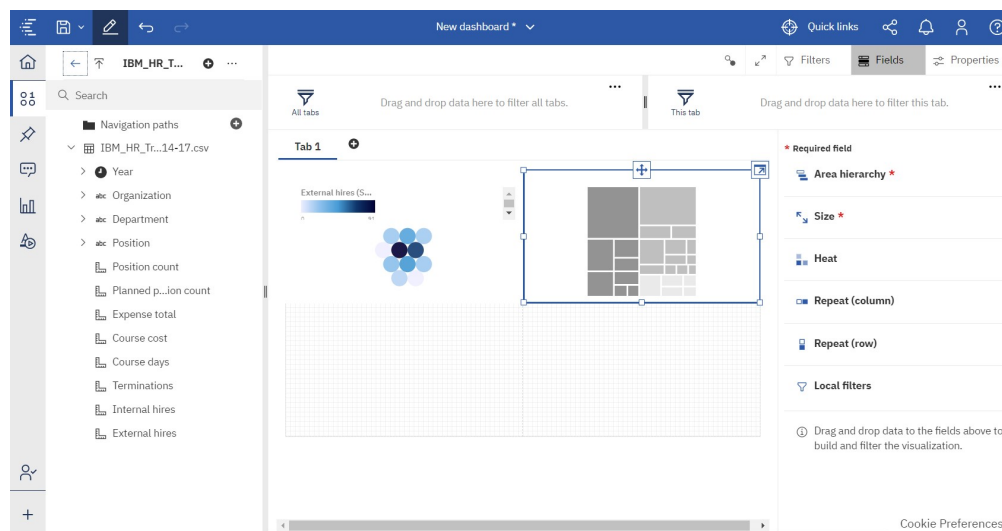 New dashboard *
Quick links
IBM_HR_T...
Filters
Fields
Properties
Search
All tabs
Drag and drop data here to filter all tabs.
This tab
Drag and drop data here to filter this tab.
Navigation paths
IBM_HR_Tr...14-17.csv
Year
abc Organization
abc Department
abc Position
Position count
Planned p...ion count
Expense total
Course cost
Course days
Terminations
Internal hires
External hires
Tab 1
External hires (S...
* Required field
Area hierarchy *
Size *
Heat
Repeat (column)
Repeat (row)
Local filters
Drag and drop data to the fields above to
build and filter the visualization.
Cookie Preferences